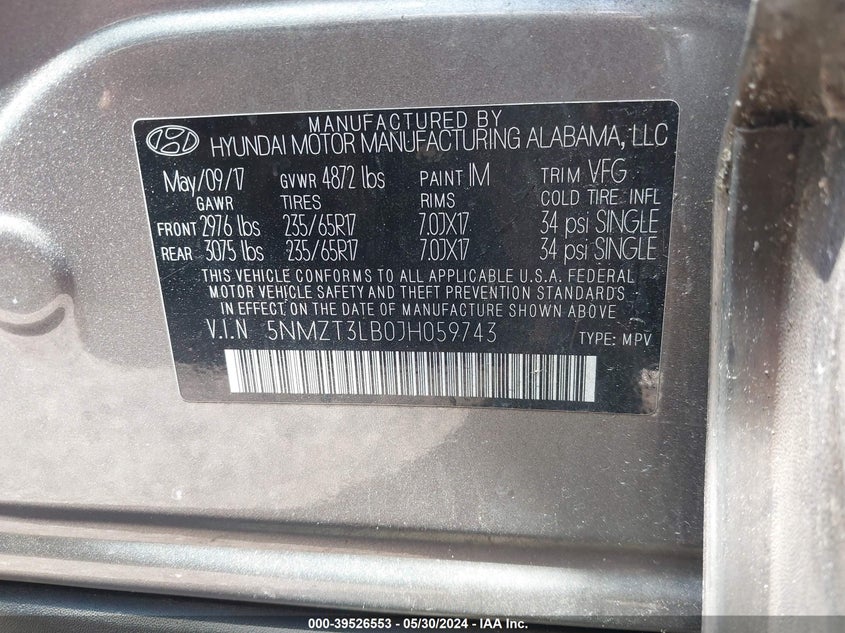 MANUFACTURED BY
HYUNDAI MOTOR MANUFACTURING ALABAMA, LLC
May/09/17 GVWR 4872 lbs PAINT IM TRIM VFG
GAWR TIRES RIMS COLD TIRE INFL
FRONT 2976 lbs 235/65R17 7.0JX17 34 psi SINGLE
REAR 3075 lbs 235/65R17 7.0JX17 34 psi SINGLE
THIS VEHICLE CONFORMS TO ALL APPLICABLE U.S.A. FEDERAL
MOTOR VEHICLE SAFETY AND THEFT PREVENTION STANDARDS
IN EFFECT ON THE DATE OF MANUFACTURE SHOWN ABOVE
V.I.N 5NMZT3LB0JH059743 TYPE: MPV
000-39526553 — 05/30/2024 — IAA Inc.